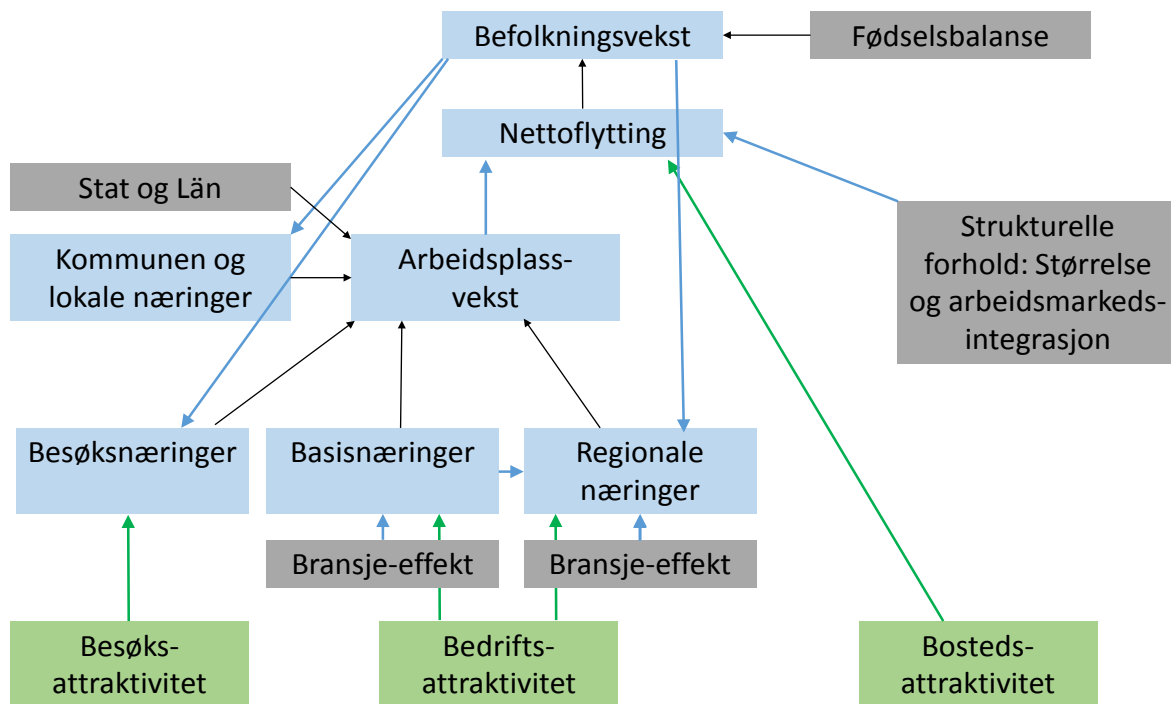 Befolkningsvekst
Fødselsbalanse
Nettoflytting
Stat og Län
Kommunen og
lokale næringer
Arbeidsplass-
vekst
Strukturelle
forhold: Størrelse
og arbeidsmarkeds-
integrasjon
Besøksnæringer
Basisnæringer
Regionale
næringer
Bransje-effekt
Bransje-effekt
Besøks-
attraktivitet
Bedrifts-
attraktivitet
Bosteds-
attraktivitet